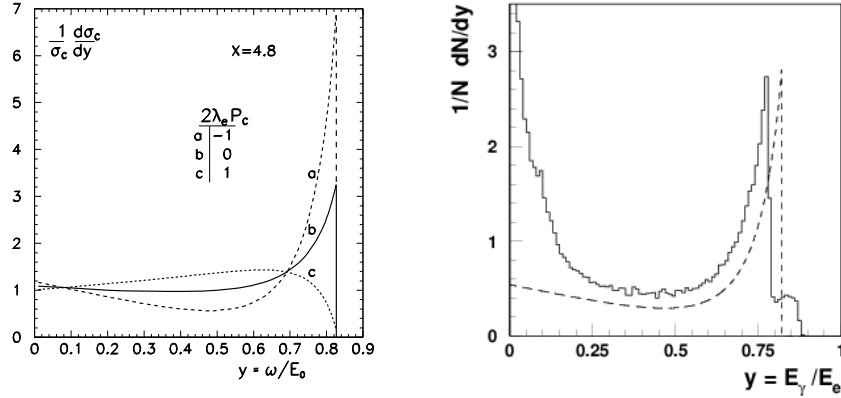 1/σc dσc/dy
x=4.8
2λePc
a −1
b 0
c 1
a
b
c
7
6
5
4
3
2
1
0
0 0.1 0.2 0.3 0.4 0.5 0.6 0.7 0.8 0.9
y = ω/E0
1/N dN/dy
3
2
1
0
0 0.25 0.5 0.75 1
y = Eγ/Ee